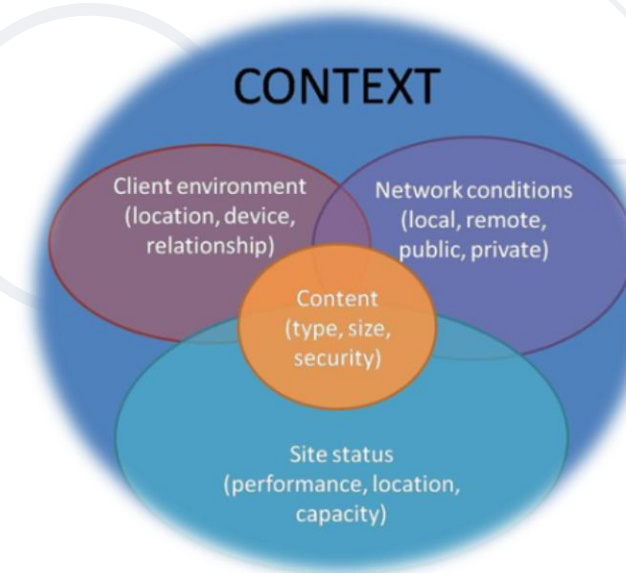 CONTEXT
Client environment
(location, device,
relationship)
Network conditions
(local, remote,
public, private)
Content
(type, size,
security)
Site status
(performance, location,
capacity)